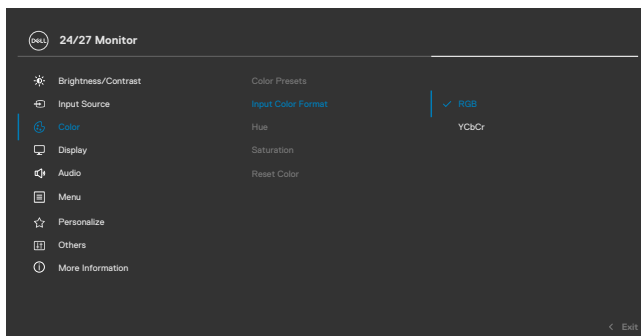 DELL 24/27 Monitor
Brightness/Contrast Color Presets
Input Source Input Color Format RGB
Color Hue YCbCr
Display Saturation
Audio Reset Color
Menu
Personalize
Others
More Information
Exit